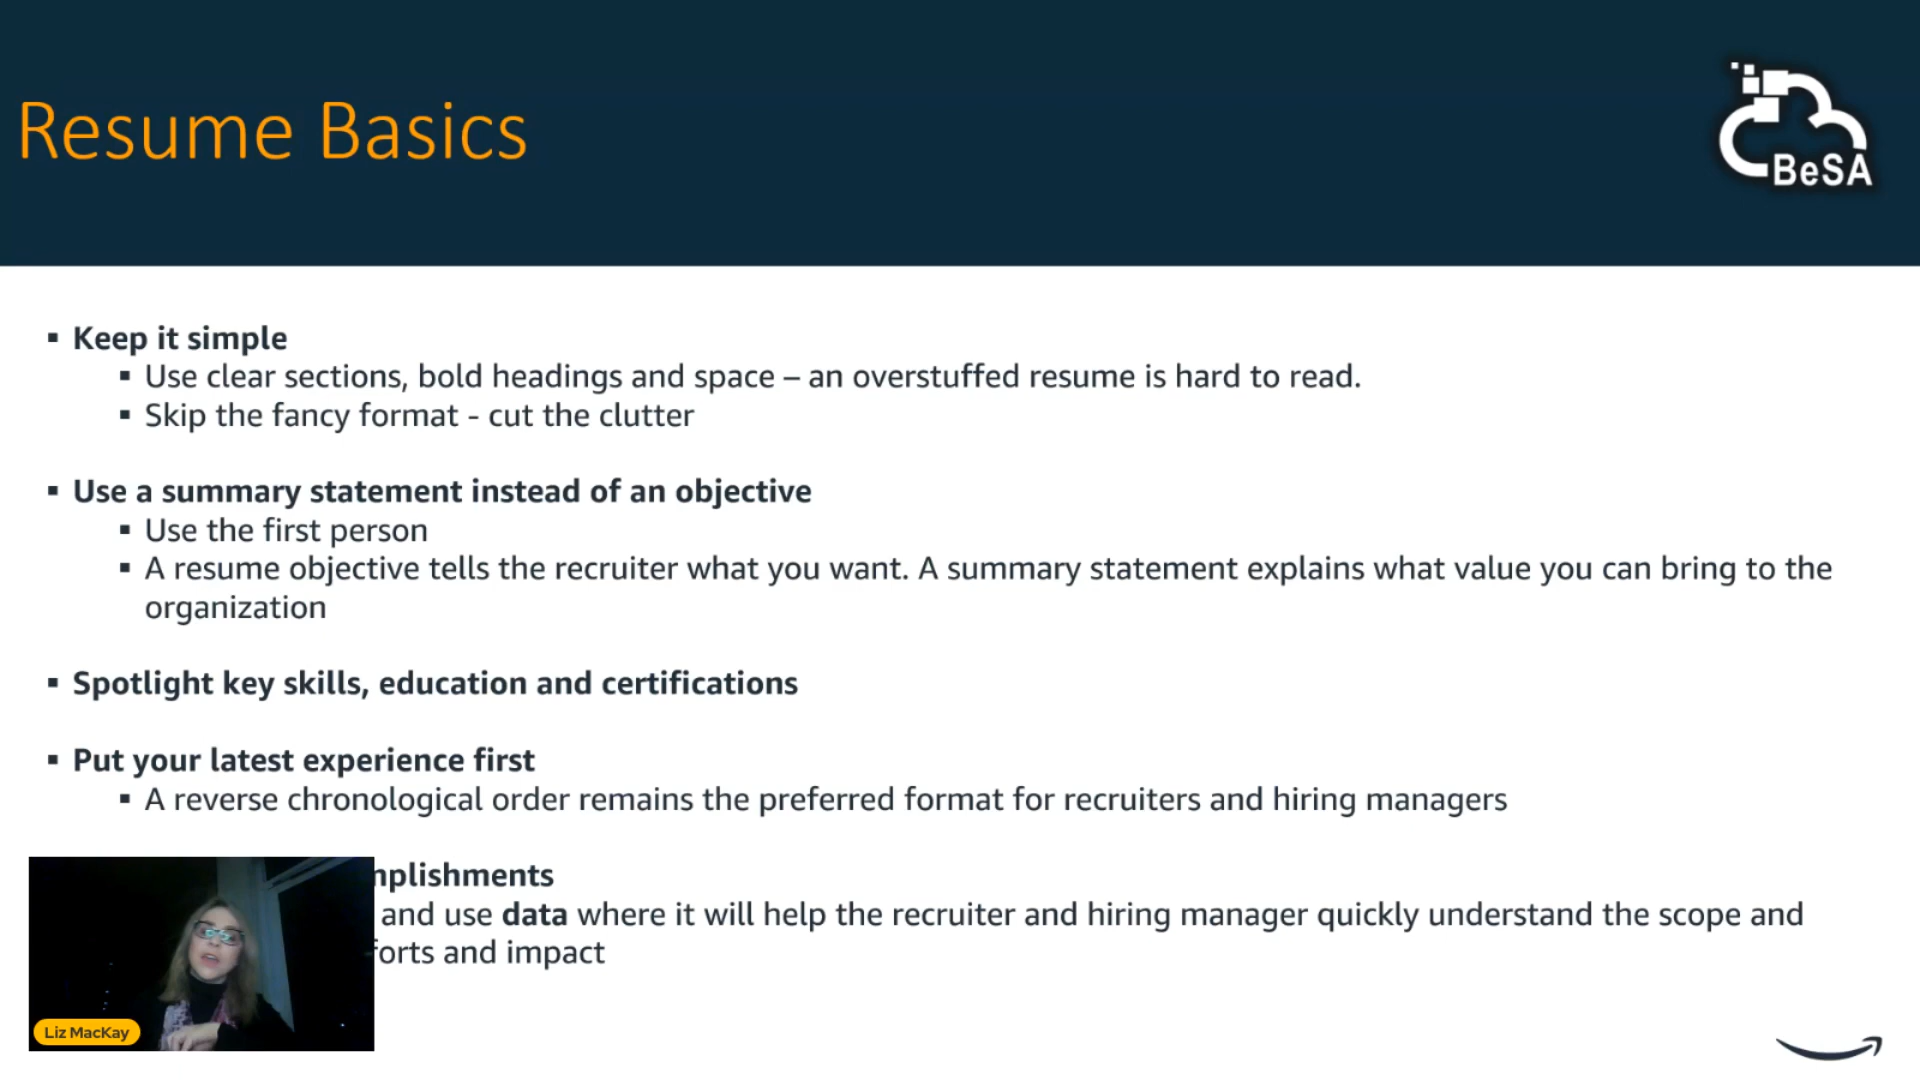 Resume Basics
BeSA
▪ Keep it simple
▪ Use clear sections, bold headings and space – an overstuffed resume is hard to read.
▪ Skip the fancy format - cut the clutter
▪ Use a summary statement instead of an objective
▪ Use the first person
▪ A resume objective tells the recruiter what you want. A summary statement explains what value you can bring to the
organization
▪ Spotlight key skills, education and certifications
▪ Put your latest experience first
▪ A reverse chronological order remains the preferred format for recruiters and hiring managers
nplishments
and use data where it will help the recruiter and hiring manager quickly understand the scope and
forts and impact
Liz MacKay